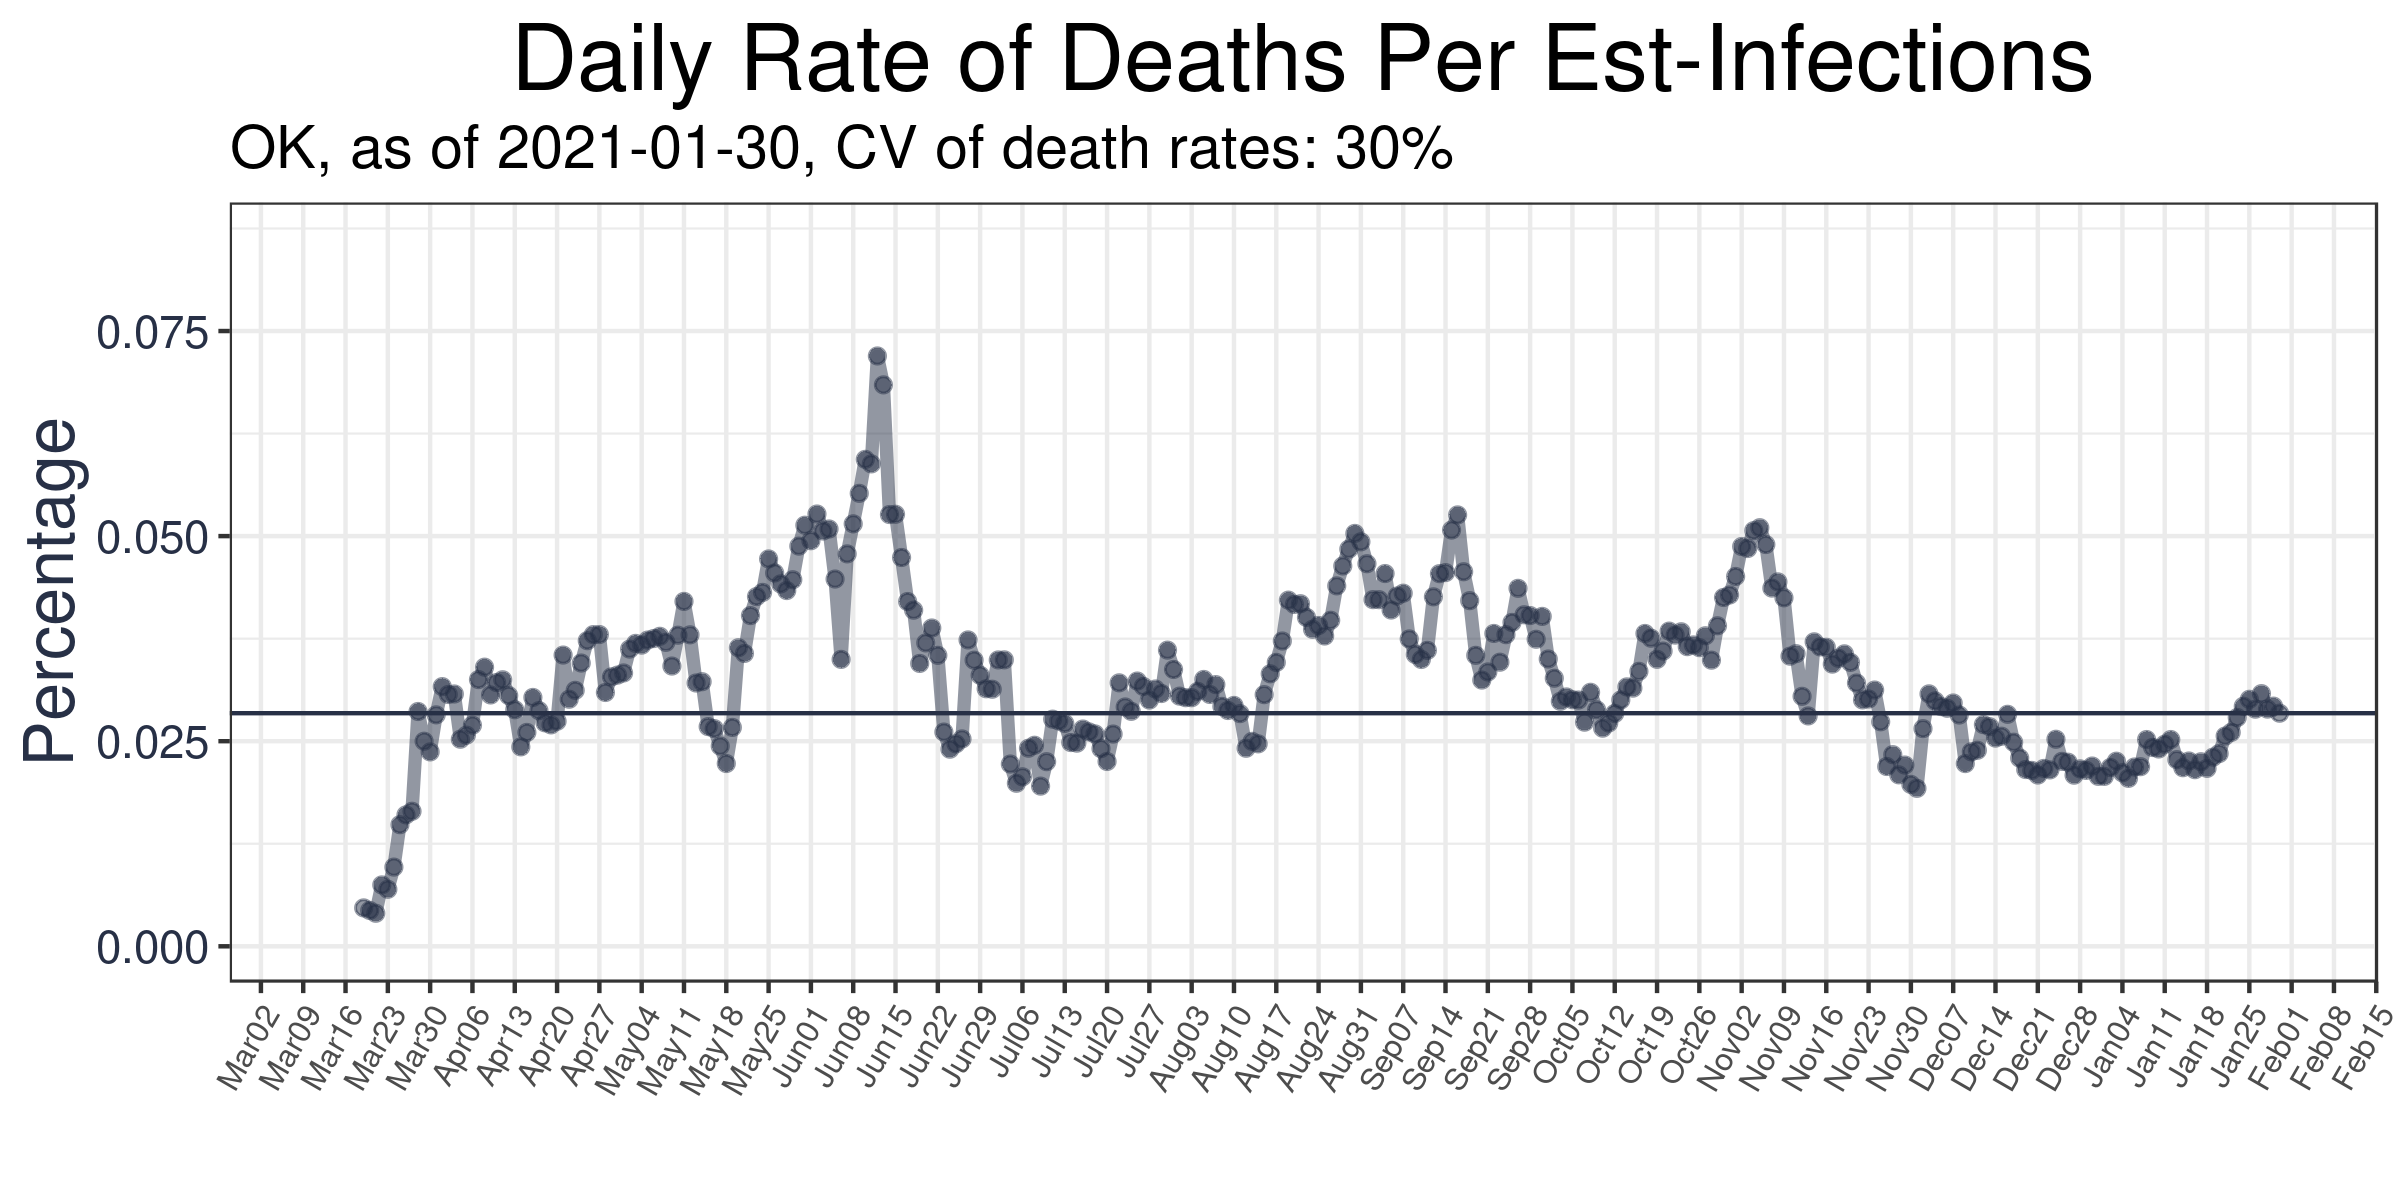 Daily Rate of Deaths Per Est-Infections
OK, as of 2021-01-30, CV of death rates: 30%
Percentage
0.075
0.050
0.025
0.000
Mar02
Mar09
Mar16
Mar23
Mar30
Apr06
Apr13
Apr20
Apr27
May04
May11
May18
May25
Jun01
Jun08
Jun15
Jun22
Jun29
Jul06
Jul13
Jul20
Jul27
Aug03
Aug10
Aug17
Aug24
Aug31
Sep07
Sep14
Sep21
Sep28
Oct05
Oct12
Oct19
Oct26
Nov02
Nov09
Nov16
Nov23
Nov30
Dec07
Dec14
Dec21
Dec28
Jan04
Jan11
Jan18
Jan25
Feb01
Feb08
Feb15